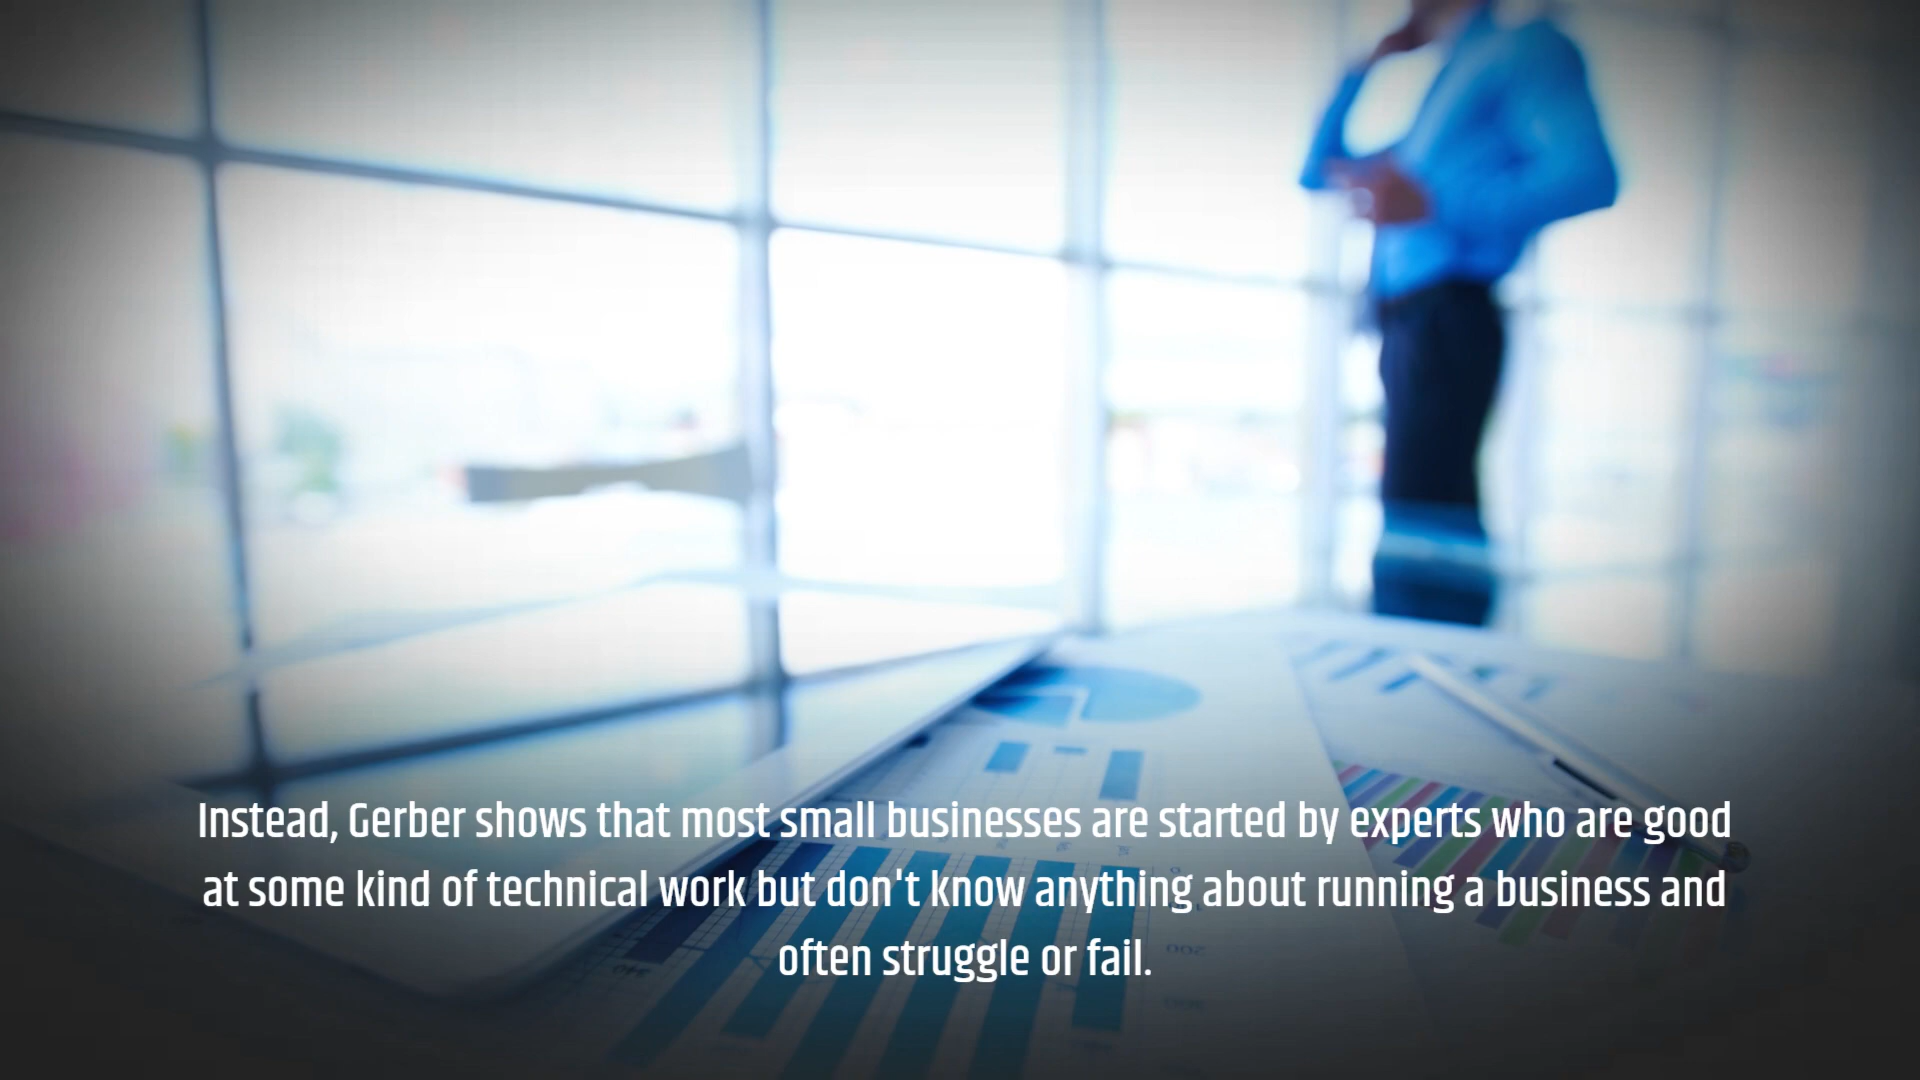 Instead, Gerber shows that most small businesses are started by experts who are good
at some kind of technical work but don't know anything about running a business and
often struggle or fail.